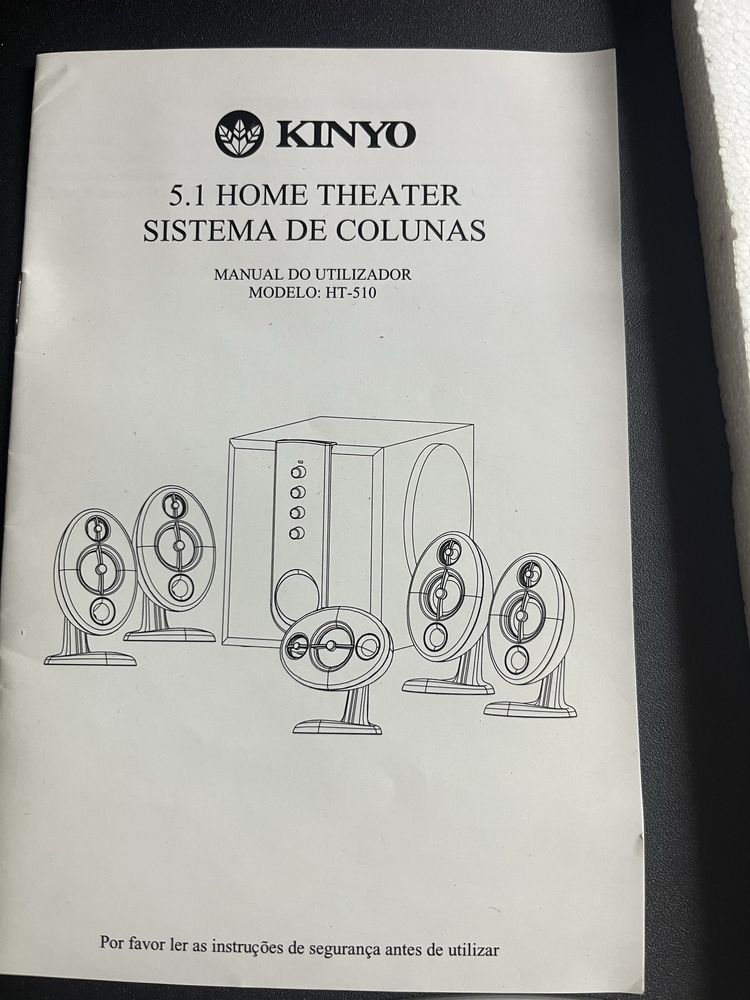 KINYO
5.1 HOME THEATER
SISTEMA DE COLUNAS
MANUAL DO UTILIZADOR
MODELO: HT-510
Por favor ler as instruções de segurança antes de utilizar